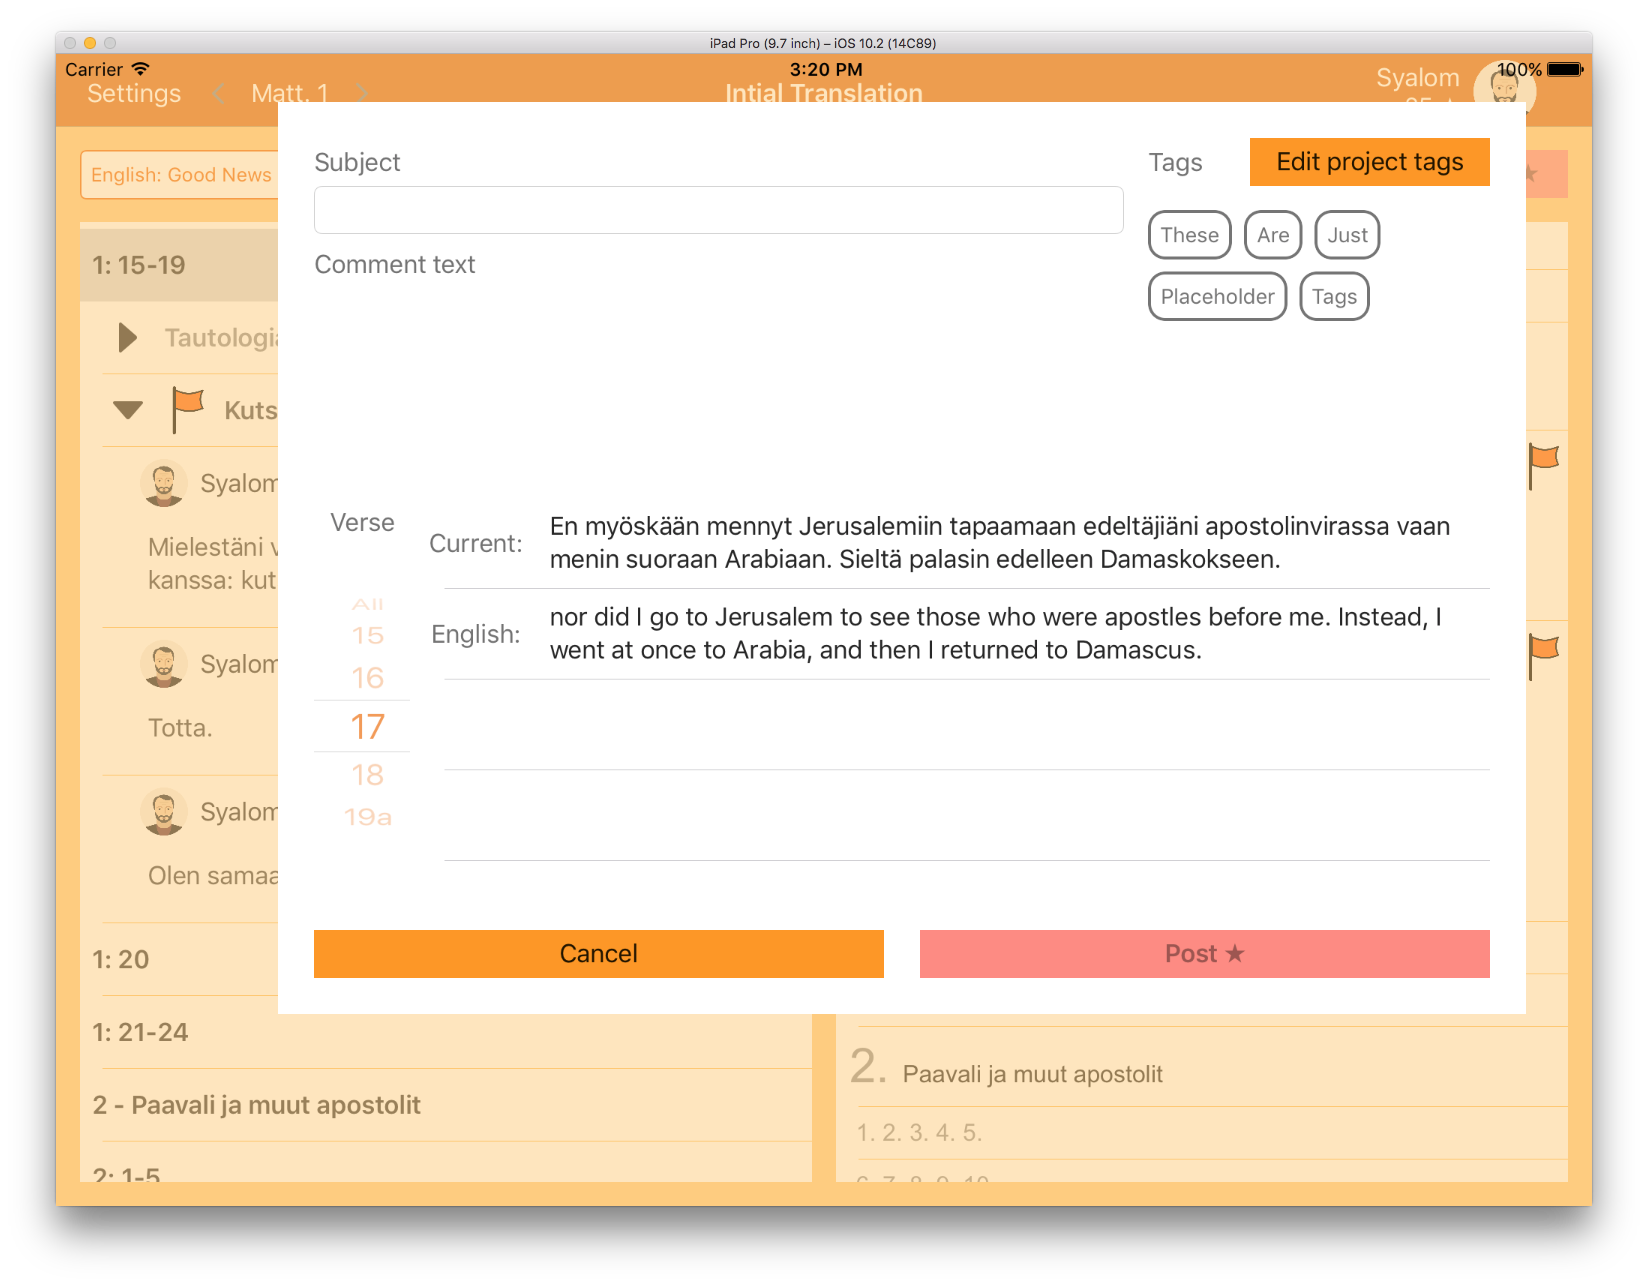 iPad Pro (9.7 inch) – iOS 10.2 (14C89)
Carrier 3:20 PM 100%
Settings < Matt. 1 > Intial Translation Syalom
English: Good News
Subject
Tags
Edit project tags
These Are Just
Placeholder Tags
Comment text
1: 15-19
Kuts
Syalom
Mielestäni
kanssa: kut
Syalom
Totta.
Syalom
Olen samaa
1: 20
1: 21-24
2 - Paavali ja muut apostolit
2: 1-5
Verse
All
15
16
17
18
19a
Current:
En myöskään mennyt Jerusalemiin tapaamaan edeltäjiäni apostolinvirassa vaan
menin suoraan Arabiaan. Sieltä palasin edelleen Damaskokseen.
English:
nor did I go to Jerusalem to see those who were apostles before me. Instead, I
went at once to Arabia, and then I returned to Damascus.
Cancel
Post ★
2. Paavali ja muut apostolit
1. 2. 3. 4. 5.